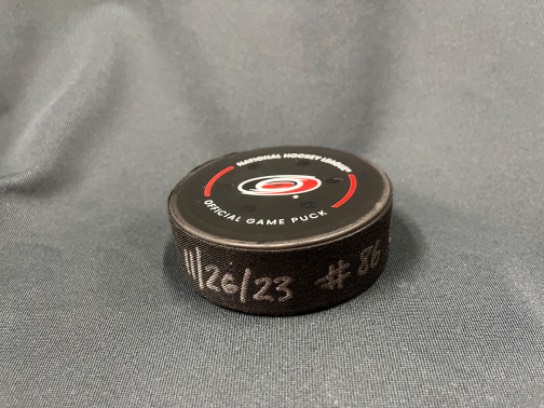 NATIONAL HOCKEY LEAGUE®
®
OFFICIAL GAME PUCK
11/26/23 #86